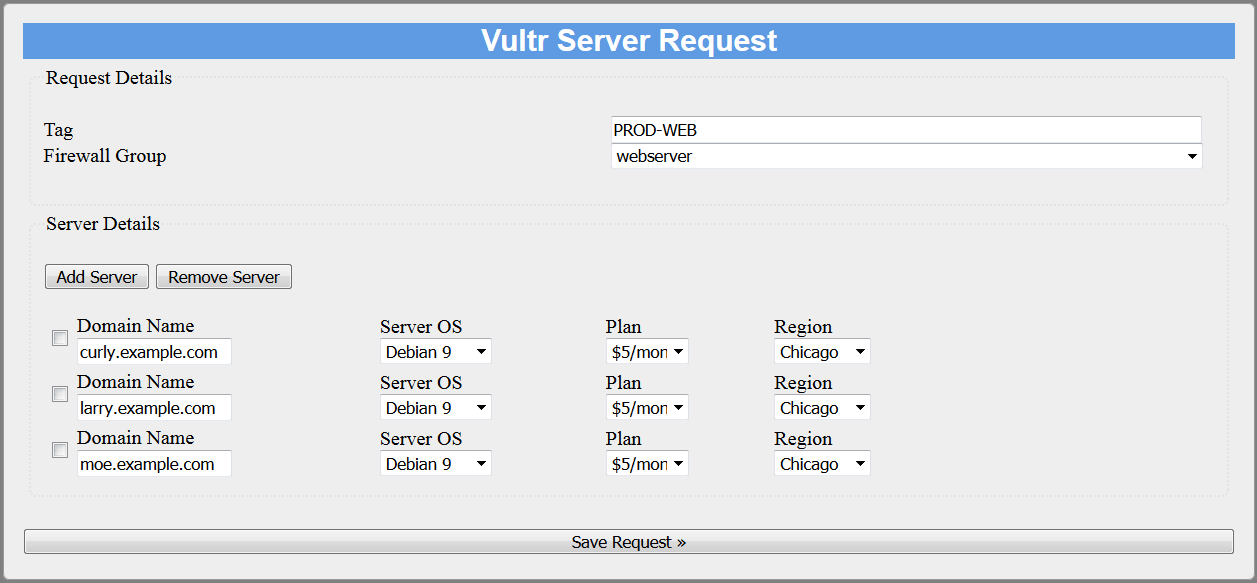 Vultr Server Request
Request Details
Tag PROD-WEB
Firewall Group webserver
Server Details
Add Server Remove Server
Domain Name Server OS Plan Region
curly.example.com Debian 9 $5/mon Chicago
Domain Name Server OS Plan Region
larry.example.com Debian 9 $5/mon Chicago
Domain Name Server OS Plan Region
moe.example.com Debian 9 $5/mon Chicago
Save Request »